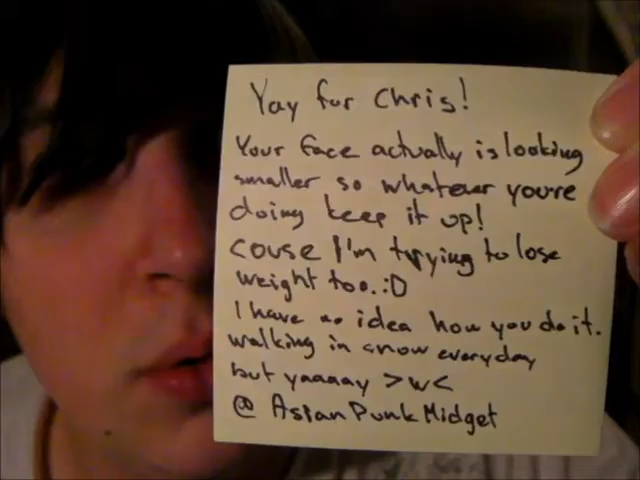 Yay for Chris!
Your face actually is looking
smaller so whatever you're
doing keep it up!
couse I'm trying to lose
weight too. :D
I have no idea how you do it.
walking in snow everyday
but yaaaay >w<
@ AsianPunkMidget